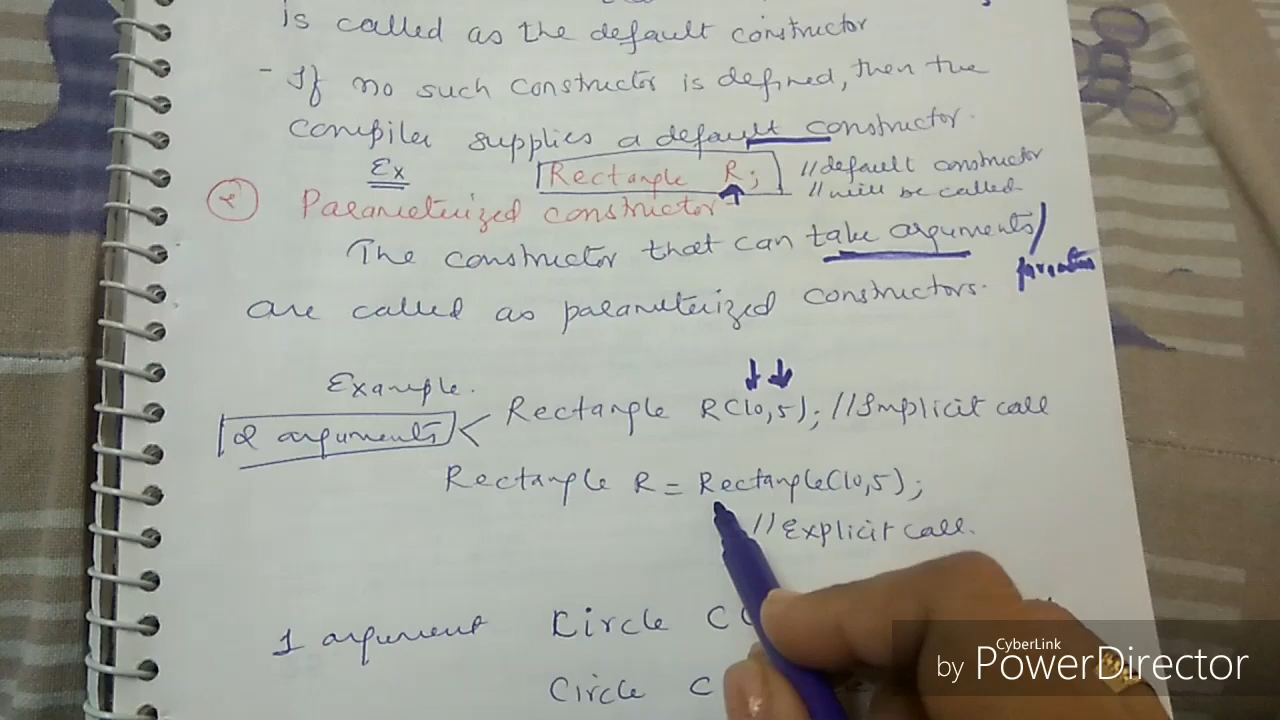 is called as the default constructor
- If no such constructor is defined, then the
compiler supplies a default constructor.
Ex Rectangle R; //default constructor
//will be called
2 Parameterized constructor
The constructor that can take arguments/
are called as parameterized constructors.
Example.
2 arguments < Rectangle R(10,5); //Implicit call
Rectangle R = Rectangle(10,5);
//Explicit call.
1 argument Circle C(
Circle C
CyberLink
by PowerDirector